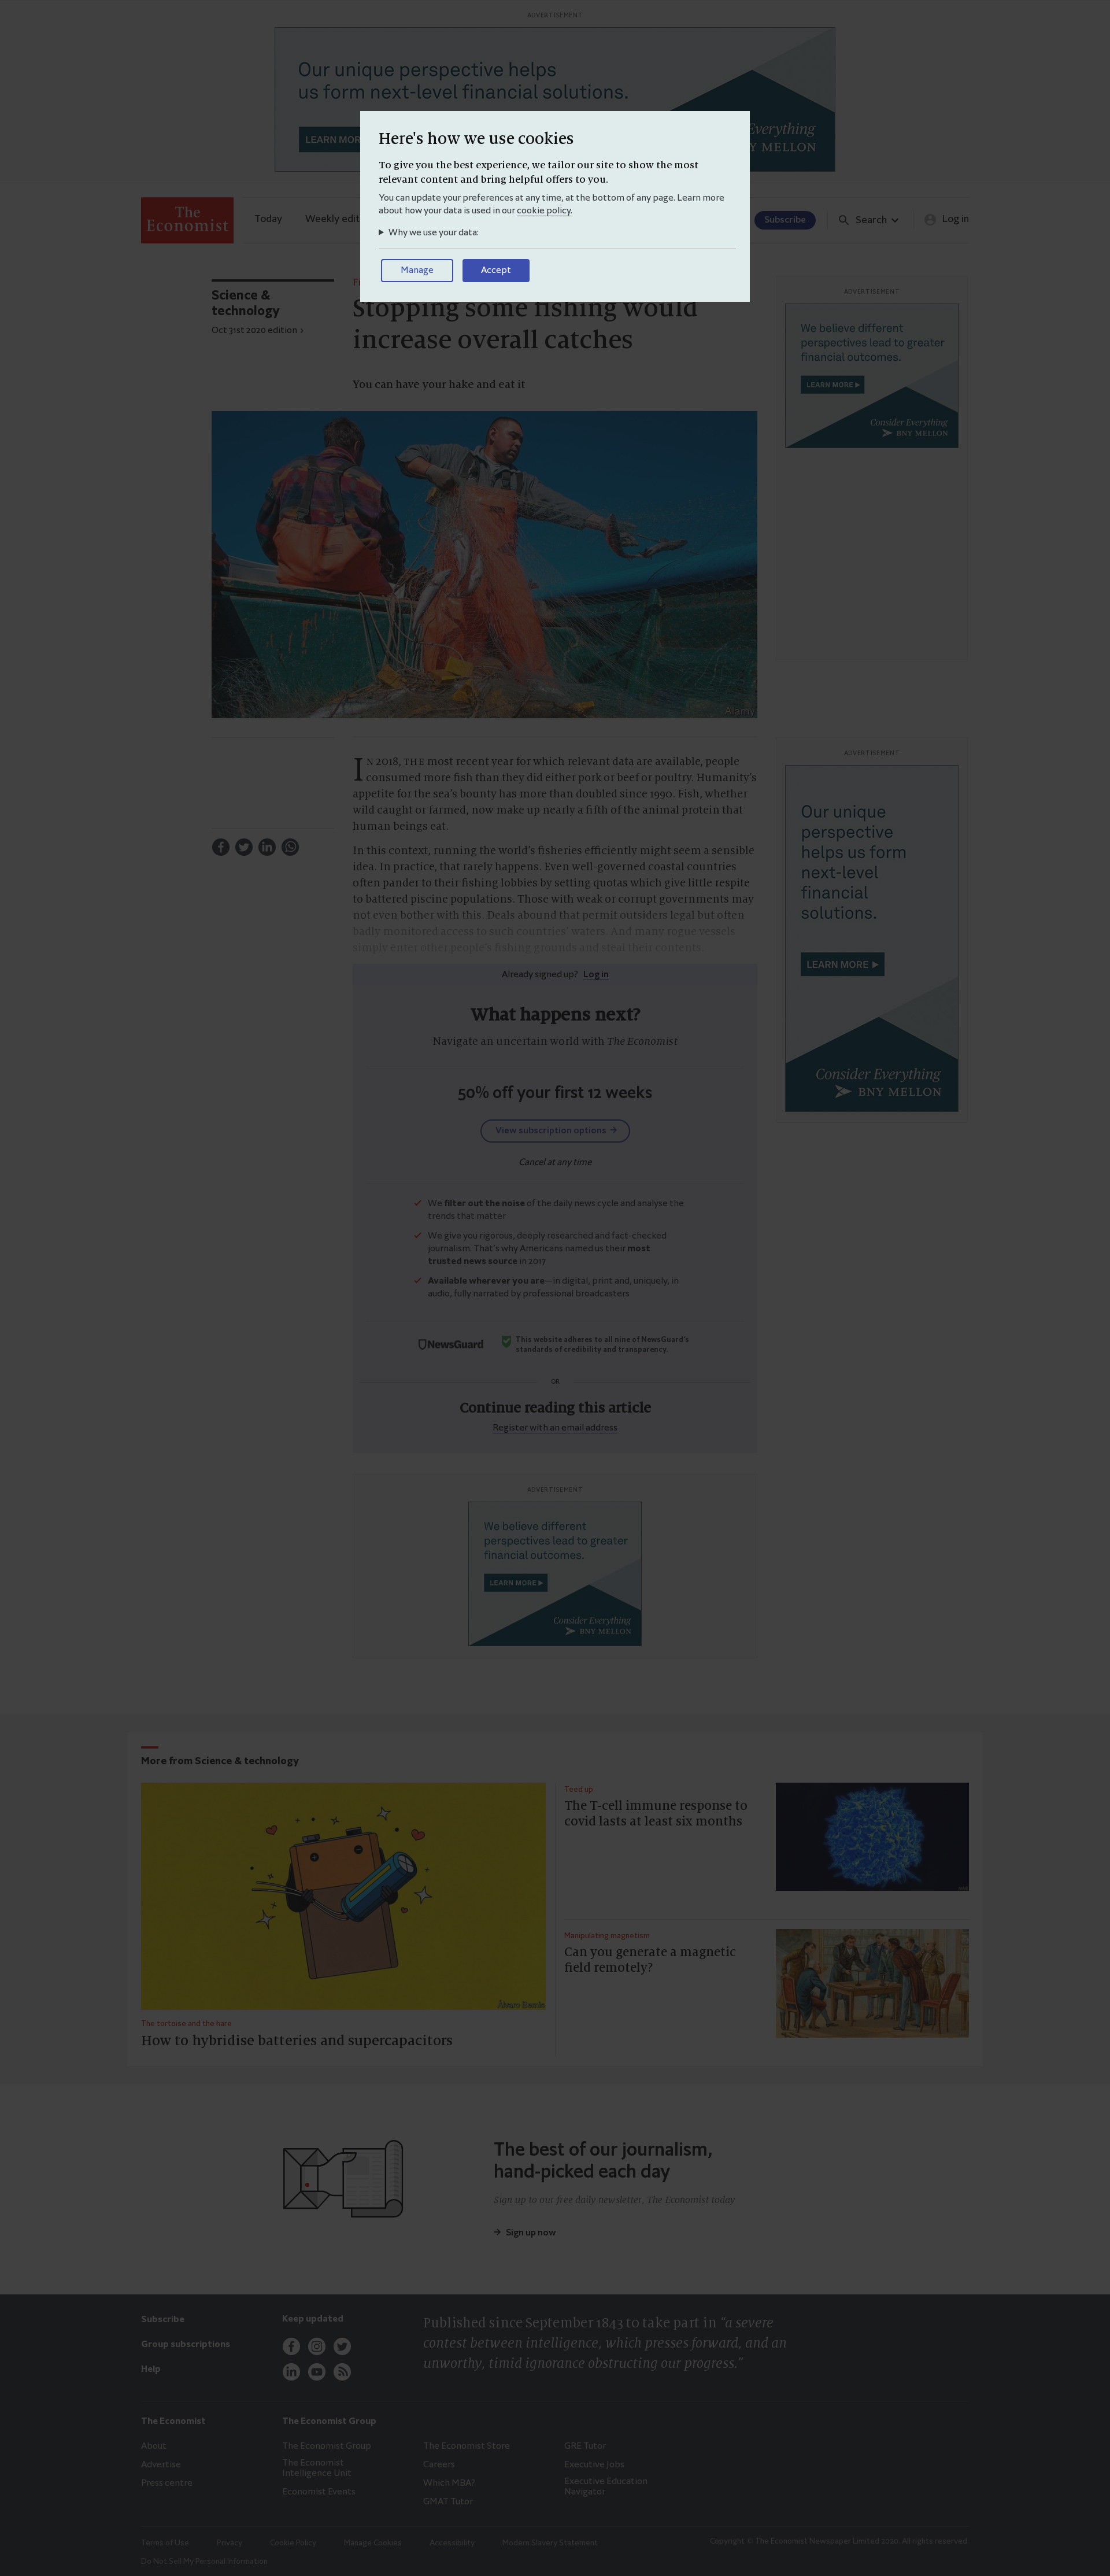 ADVERTISEMENT
Our unique perspective helps
us form next-level financial solutions.
LEARN MOR
Everything
Y MELLON
Here's how we use cookies
To give you the best experience, we tailor our site to show the most
relevant content and bring helpful offers to you.
You can update your preferences at any time, at the bottom of any page. Learn more
about how your data is used in our cookie policy.
Why we use your data:
Manage
Accept
The
Economist
Today
Weekly edit
Subscribe
Search
Log in
Science &
technology
Oct 31st 2020 edition
Fi
Stopping some fishing would
increase overall catches
You can have your hake and eat it
Alamy
ADVERTISEMENT
We believe different
perspectives lead to greater
financial outcomes.
LEARN MORE
Consider Everything
BNY MELLON
IN 2018, THE most recent year for which relevant data are available, people
consumed more fish than they did either pork or beef or poultry. Humanity's
appetite for the sea's bounty has more than doubled since 1990. Fish, whether
wild caught or farmed, now make up nearly a fifth of the animal protein that
human beings eat.
In this context, running the world's fisheries efficiently might seem a sensible
idea. In practice, that rarely happens. Even well-governed coastal countries
often pander to their fishing lobbies by setting quotas which give little respite
to battered piscine populations. Those with weak or corrupt governments may
not even bother with this. Deals abound that permit outsiders legal but often
badly monitored access to such countries' waters. And many rogue vessels
simply enter other people's fishing grounds and steal their contents.
ADVERTISEMENT
Our unique
perspective
helps us form
next-level
financial
solutions.
LEARN MORE
Consider Everything
BNY MELLON
Already signed up? Log in
What happens next?
Navigate an uncertain world with The Economist
50% off your first 12 weeks
View subscription options
Cancel at any time
We filter out the noise of the daily news cycle and analyse the
trends that matter
We give you rigorous, deeply researched and fact-checked
journalism. That's why Americans named us their most
trusted news source in 2017
Available wherever you are—in digital, print and, uniquely, in
audio, fully narrated by professional broadcasters
NewsGuard
This website adheres to all nine of NewsGuard's
standards of credibility and transparency.
OR
Continue reading this article
Register with an email address
ADVERTISEMENT
We believe different
perspectives lead to greater
financial outcomes.
LEARN MORE
Consider Everything
BNY MELLON
More from Science & technology
The tortoise and the hare
How to hybridise batteries and supercapacitors
Tied up
The T-cell immune response to
covid lasts at least six months
Manipulating magnetism
Can you generate a magnetic
field remotely?
The best of our journalism,
hand-picked each day
Sign up to our free daily newsletter, The Economist today
Sign up now
Subscribe
Group subscriptions
Help
Keep updated
Published since September 1843 to take part in “a severe
contest between intelligence, which presses forward, and an
unworthy, timid ignorance obstructing our progress.”
The Economist
About
Advertise
Press centre
The Economist Group
The Economist Group
The Economist
Intelligence Unit
Economist Events
The Economist Store
Careers
Which MBA?
GMAT Tutor
GRE Tutor
Executive Jobs
Executive Education
Navigator
Terms of Use
Privacy
Cookie Policy
Manage Cookies
Accessibility
Modern Slavery Statement
Do Not Sell My Personal Information
Copyright © The Economist Newspaper Limited 2020. All rights reserved.